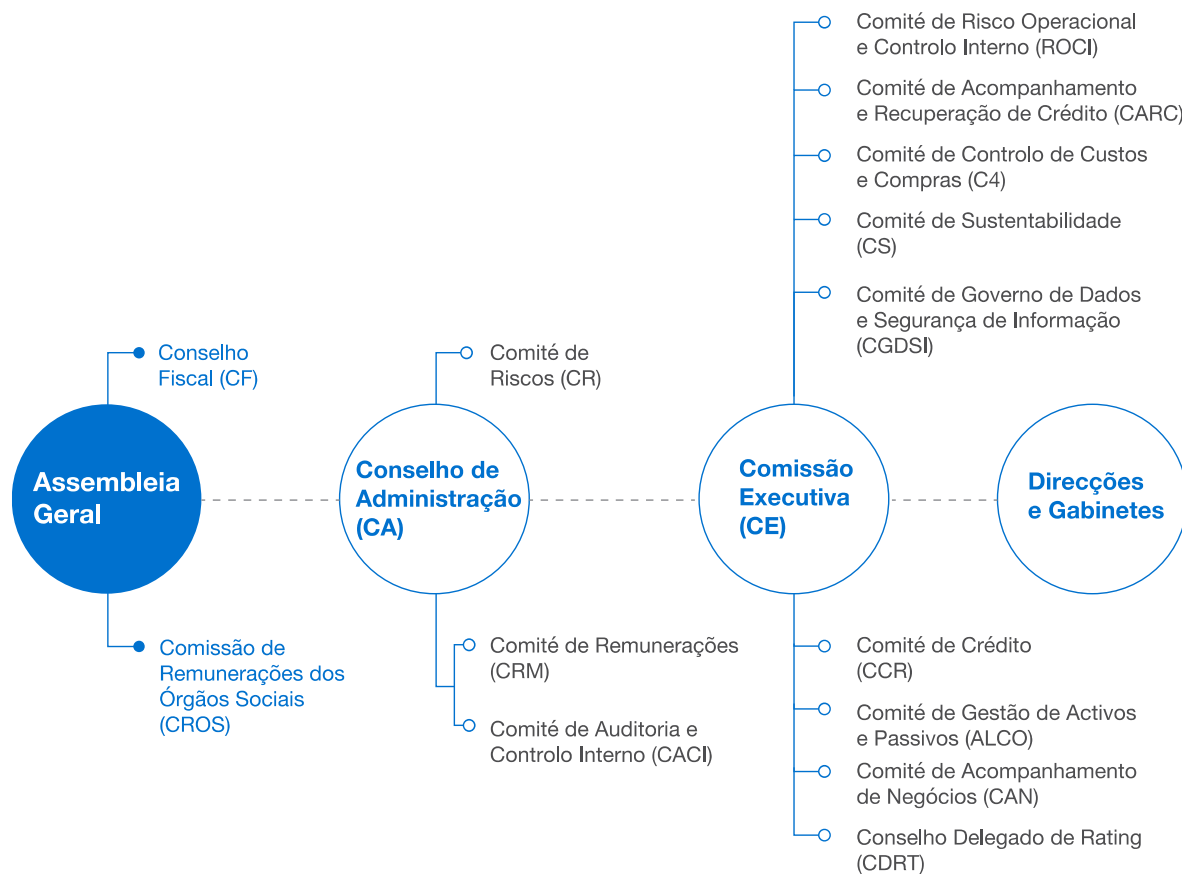 Comité de Risco Operacional
e Controlo Interno (ROCI)
Comité de Acompanhamento
e Recuperação de Crédito (CARC)
Comité de Controlo de Custos
e Compras (C4)
Comité de Sustentabilidade
(CS)
Comité de Governo de Dados
e Segurança de Informação
(CGDSI)
Conselho
Fiscal (CF)
Comité de
Riscos (CR)
Assembleia
Geral
Conselho de
Administração
(CA)
Comissão
Executiva
(CE)
Direcções
e Gabinetes
Comissão de
Remunerações dos
Órgãos Sociais
(CROS)
Comité de Remunerações
(CRM)
Comité de Auditoria e
Controlo Interno (CACI)
Comité de Crédito
(CCR)
Comité de Gestão de Activos
e Passivos (ALCO)
Comité de Acompanhamento
de Negócios (CAN)
Conselho Delegado de Rating
(CDRT)